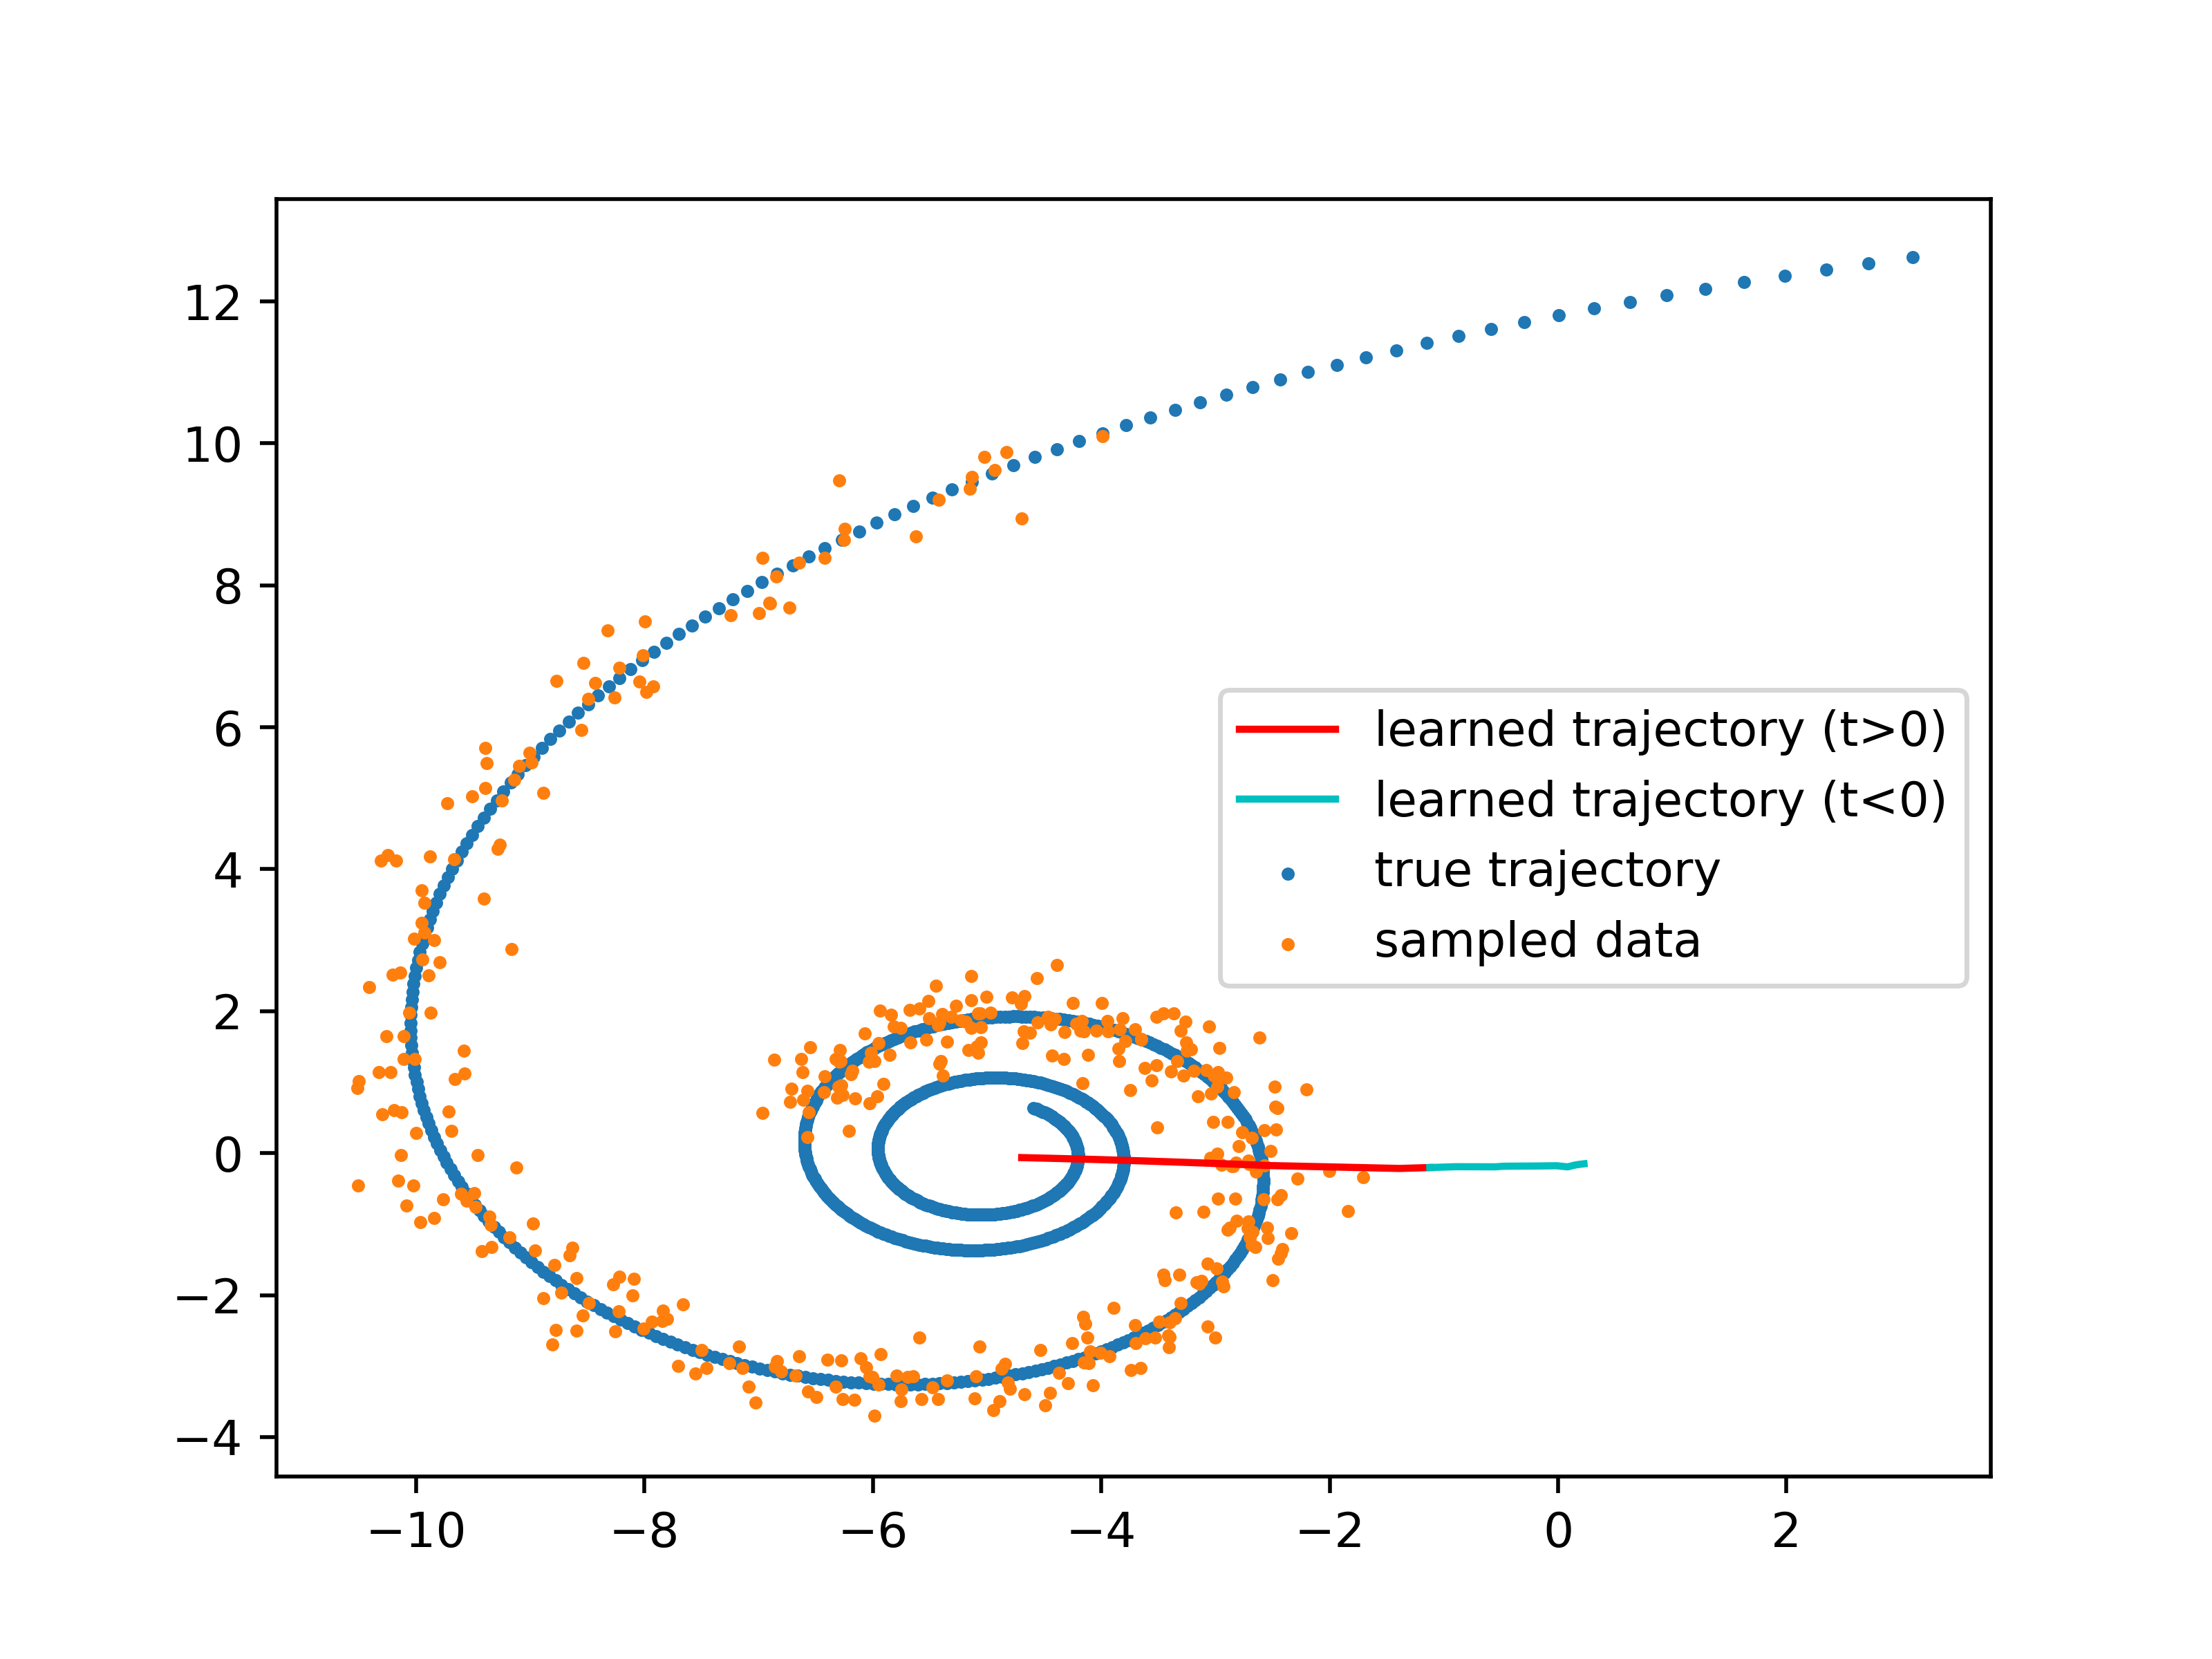 12
10
8
6
4
2
0
−2
−4
learned trajectory (t>0)
learned trajectory (t<0)
true trajectory
sampled data
−10 −8 −6 −4 −2 0 2